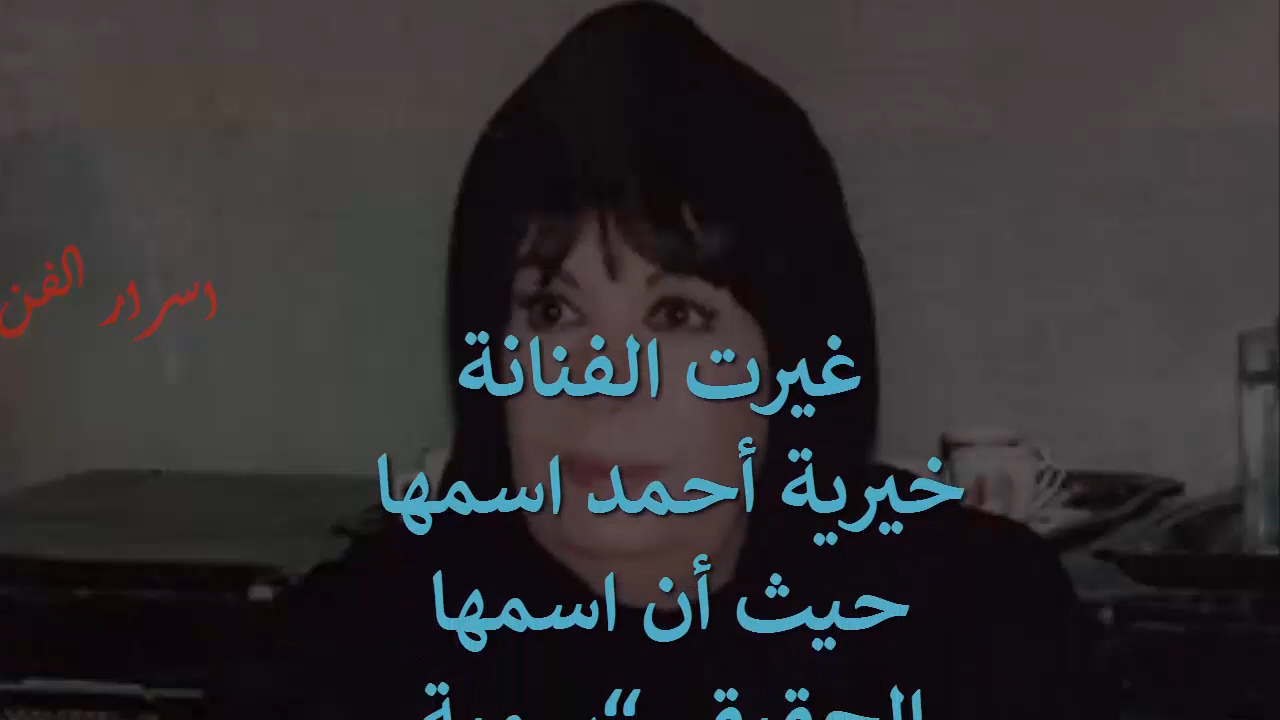 اسرار الفن
غيرت الفنانة
خيرية أحمد اسمها
حيث أن اسمها